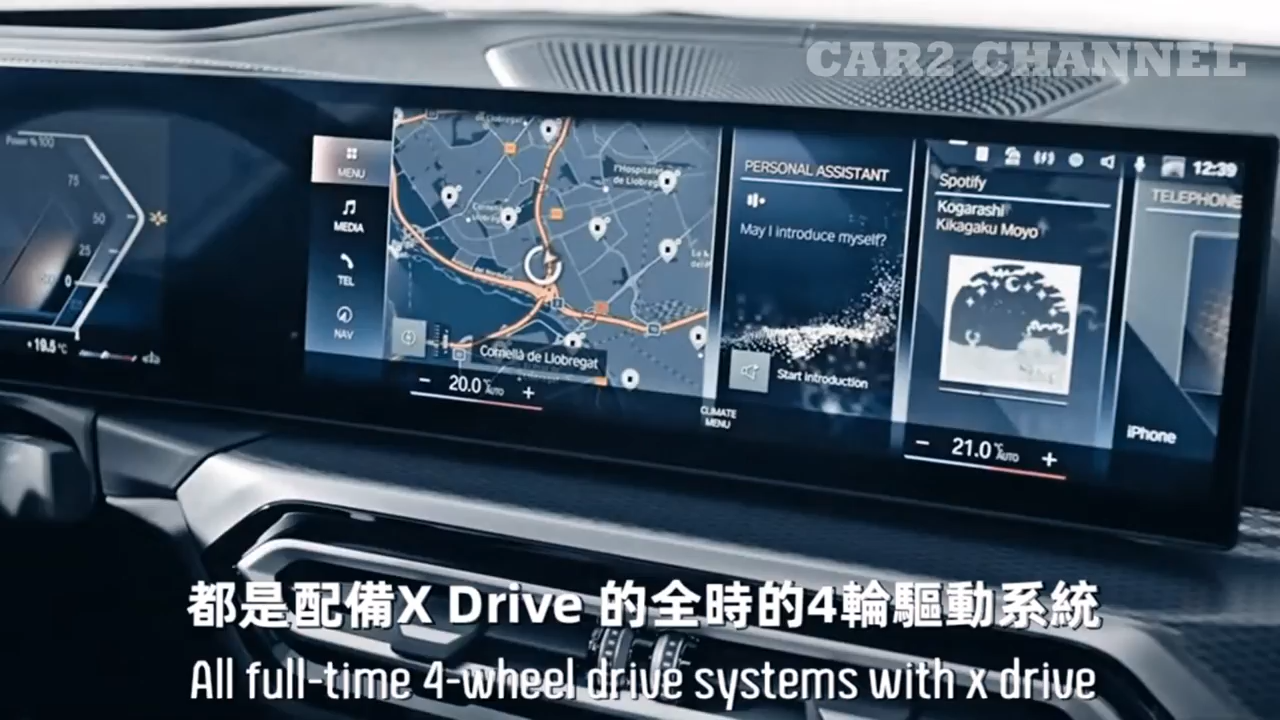 CAR2 CHANNEL
Power % 100
75
50
25
0
+19.5°C
MENU
MEDIA
TEL
NAV
l'Hospitalet
de Llobregat
Cornellà de Llobregat
− 20.0 °C AUTO +
CLIMATE
MENU
PERSONAL ASSISTANT
May I introduce myself?
Start introduction
12:39
Spotify
Kogarashi
Kikagaku Moyo
− 21.0 °C AUTO +
TELEPHONE
iPhone
都是配備X Drive 的全時的4輪驅動系統
All full-time 4-wheel drive systems with x drive